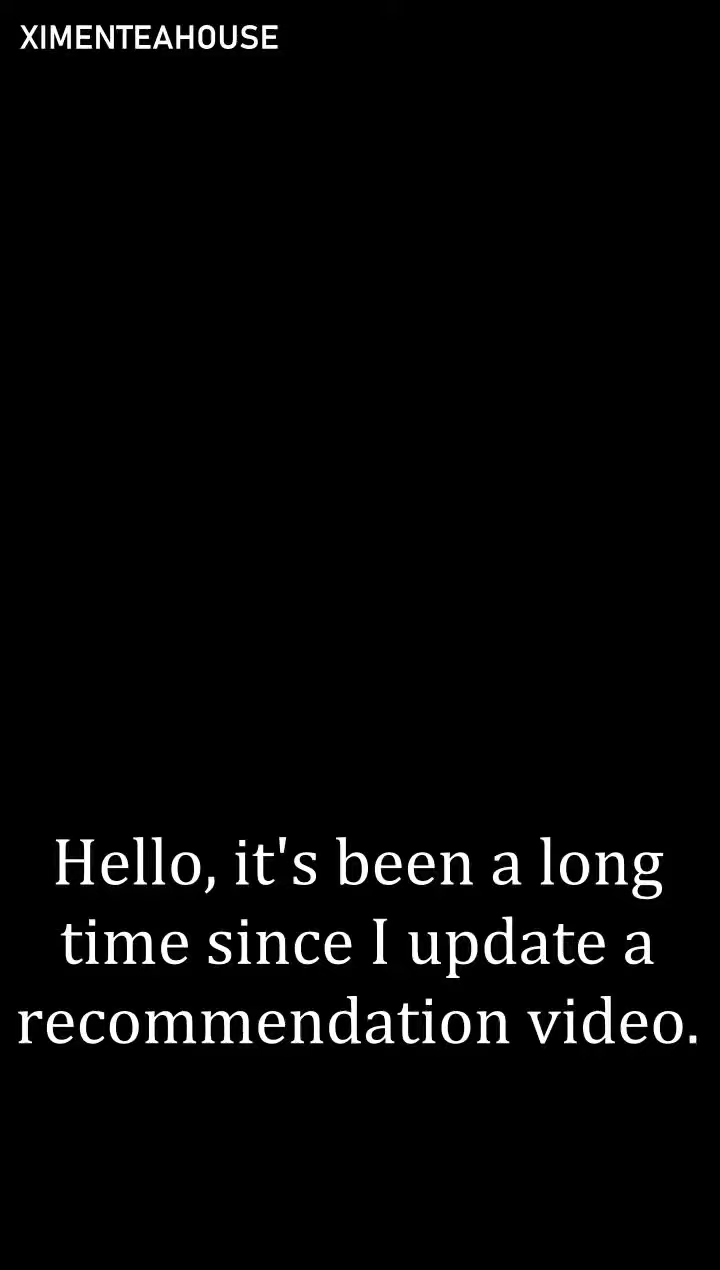 XIMENTEAHOUSE
Hello, it's been a long
time since I update a
recommendation video.